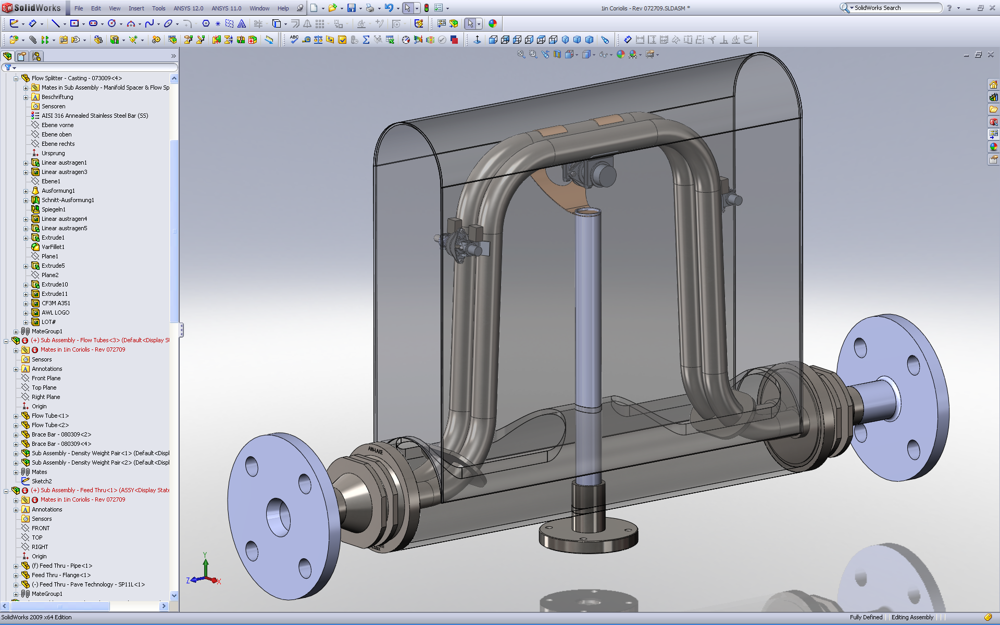 SolidWorks
File Edit View Insert Tools ANSYS 12.0 ANSYS 11.0 Window Help
1in Coriolis - Rev 072709.SLDASM *
SolidWorks Search
Flow Splitter - Casting - 073009<4>
Mates in Sub Assembly - Manifold Spacer & Flow Sp
Beschriftung
Sensoren
AISI 316 Annealed Stainless Steel Bar (SS)
Ebene vorne
Ebene oben
Ebene rechts
Ursprung
Linear austragen1
Linear austragen3
Ebene1
Ausformung1
Schnitt-Ausformung1
Spiegeln1
Linear austragen4
Linear austragen5
Extrude1
VarFillet1
Plane1
Extrude5
Plane2
Extrude10
Extrude11
CF3M A351
AWL LOGO
LOT#
MateGroup1
(+) Sub Assembly - Flow Tubes<3> (Default<Display S
Mates in 1in Coriolis - Rev 072709
Sensors
Annotations
Front Plane
Top Plane
Right Plane
Origin
Flow Tube<1>
Flow Tube<2>
Brace Bar - 080309<2>
Brace Bar - 080309<4>
Sub Assembly - Density Weight Pair<1> (Default<Displ
Sub Assembly - Density Weight Pair<2> (Default<Displ
Mates
Sketch2
(+) Sub Assembly - Feed Thru<1> (ASSY<Display State
Mates in 1in Coriolis - Rev 072709
Annotations
Sensors
FRONT
TOP
RIGHT
Origin
(f) Feed Thru - Pipe<1>
Feed Thru - Flange<1>
(-) Feed Thru - Pave Technology - SP11L<1>
MateGroup1
AW-LAKE
Y
Z
X
SolidWorks 2009 x64 Edition
Fully Defined
Editing Assembly